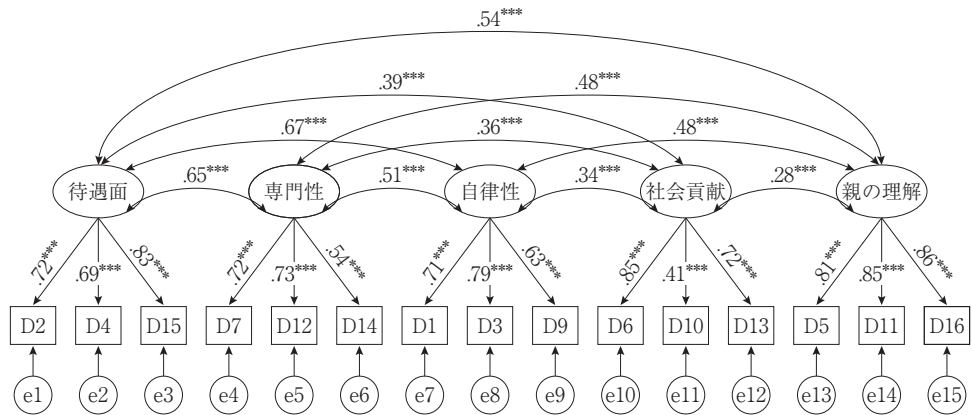 .54***
.39*** .48***
.67*** .36*** .48***
待遇面 .65*** 専門性 .51*** 自律性 .34*** 社会貢献 .28*** 親の理解
.72*** .69*** .83*** .72*** .73*** .54*** .71*** .79*** .63*** .85*** .41*** .72*** .81*** .85*** .86***
D2 D4 D15 D7 D12 D14 D1 D3 D9 D6 D10 D13 D5 D11 D16
e1 e2 e3 e4 e5 e6 e7 e8 e9 e10 e11 e12 e13 e14 e15